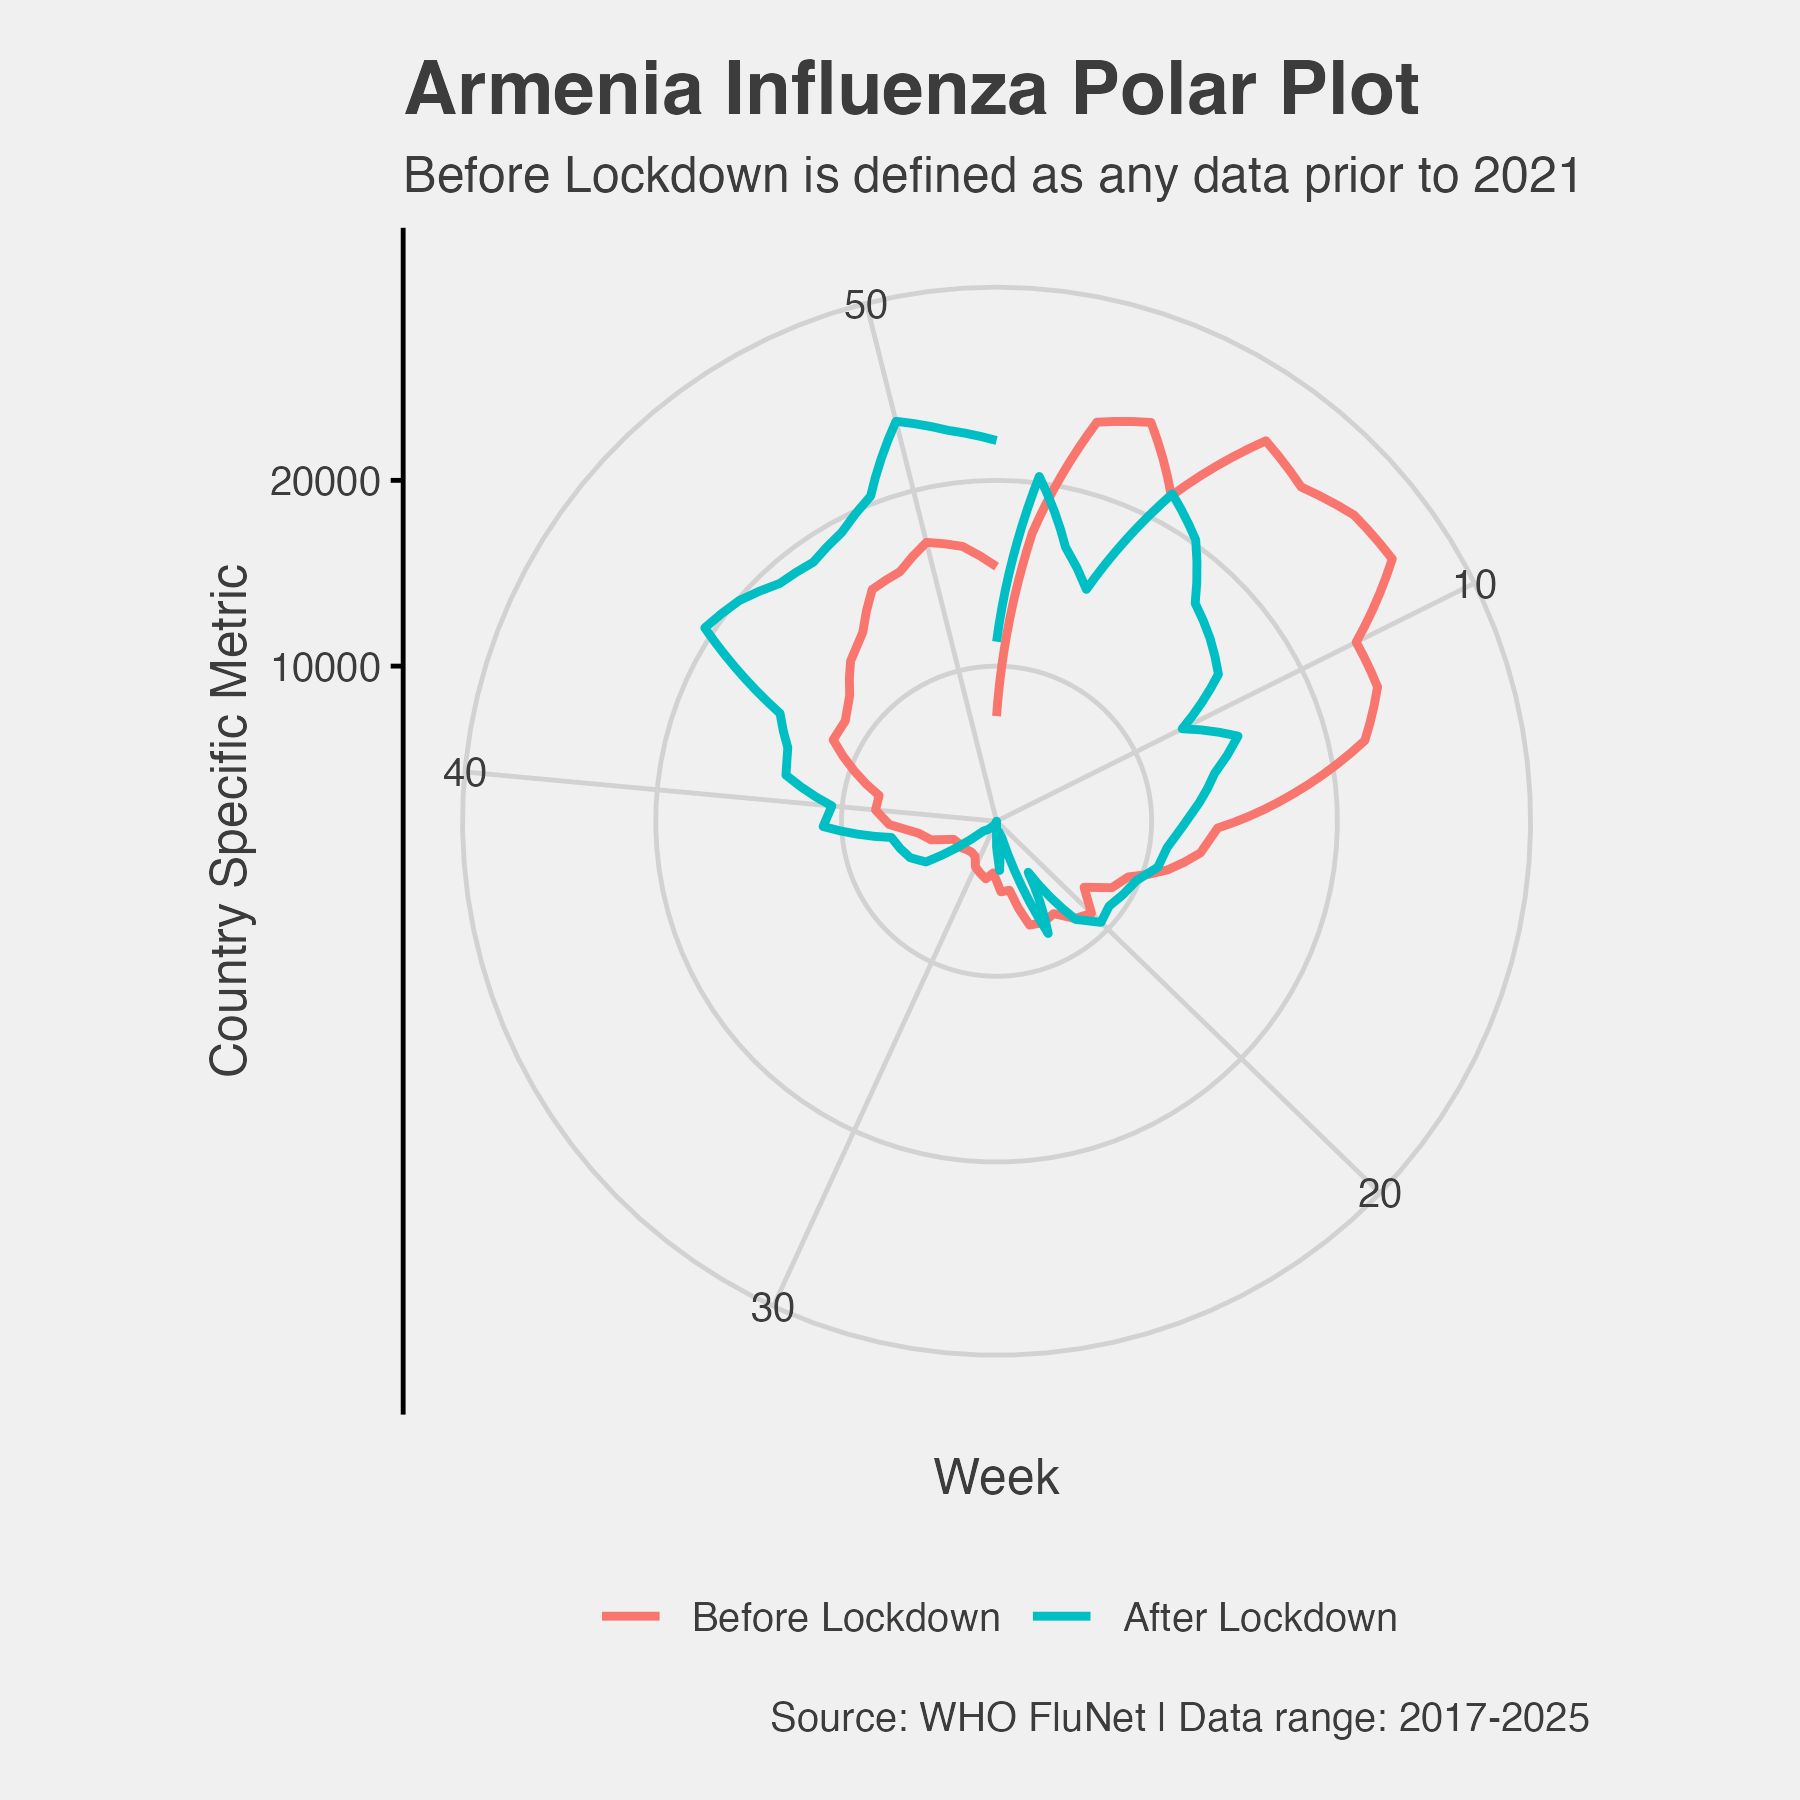 Armenia Influenza Polar Plot
Before Lockdown is defined as any data prior to 2021
50
20000
10000
10
40
20
30
Country Specific Metric
Week
Before Lockdown After Lockdown
Source: WHO FluNet | Data range: 2017-2025